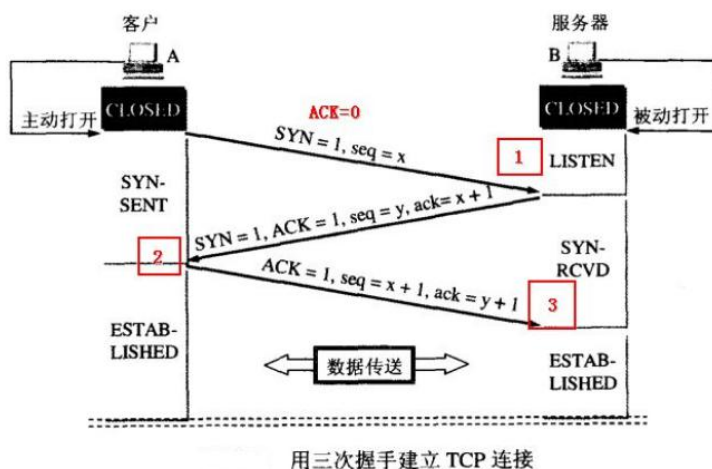 客户
服务器
A
B
CLOSED
CLOSED
主动打开
被动打开
ACK=0
SYN = 1, seq = x
1
LISTEN
SYN-
SENT
SYN = 1, ACK = 1, seq = y, ack= x + 1
2
SYN-
RCVD
ACK = 1, seq = x + 1, ack = y + 1
3
ESTAB-
LISHED
数据传送
ESTAB-
LISHED
用三次握手建立 TCP 连接